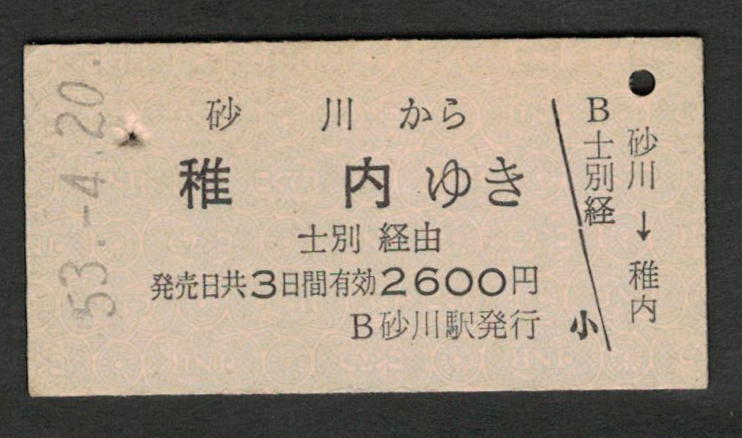 53.-4.20.
砂川から
稚内ゆき
士別 経由
発売日共3日間有効2600円
B砂川駅発行
小
B士別経
砂川→稚内